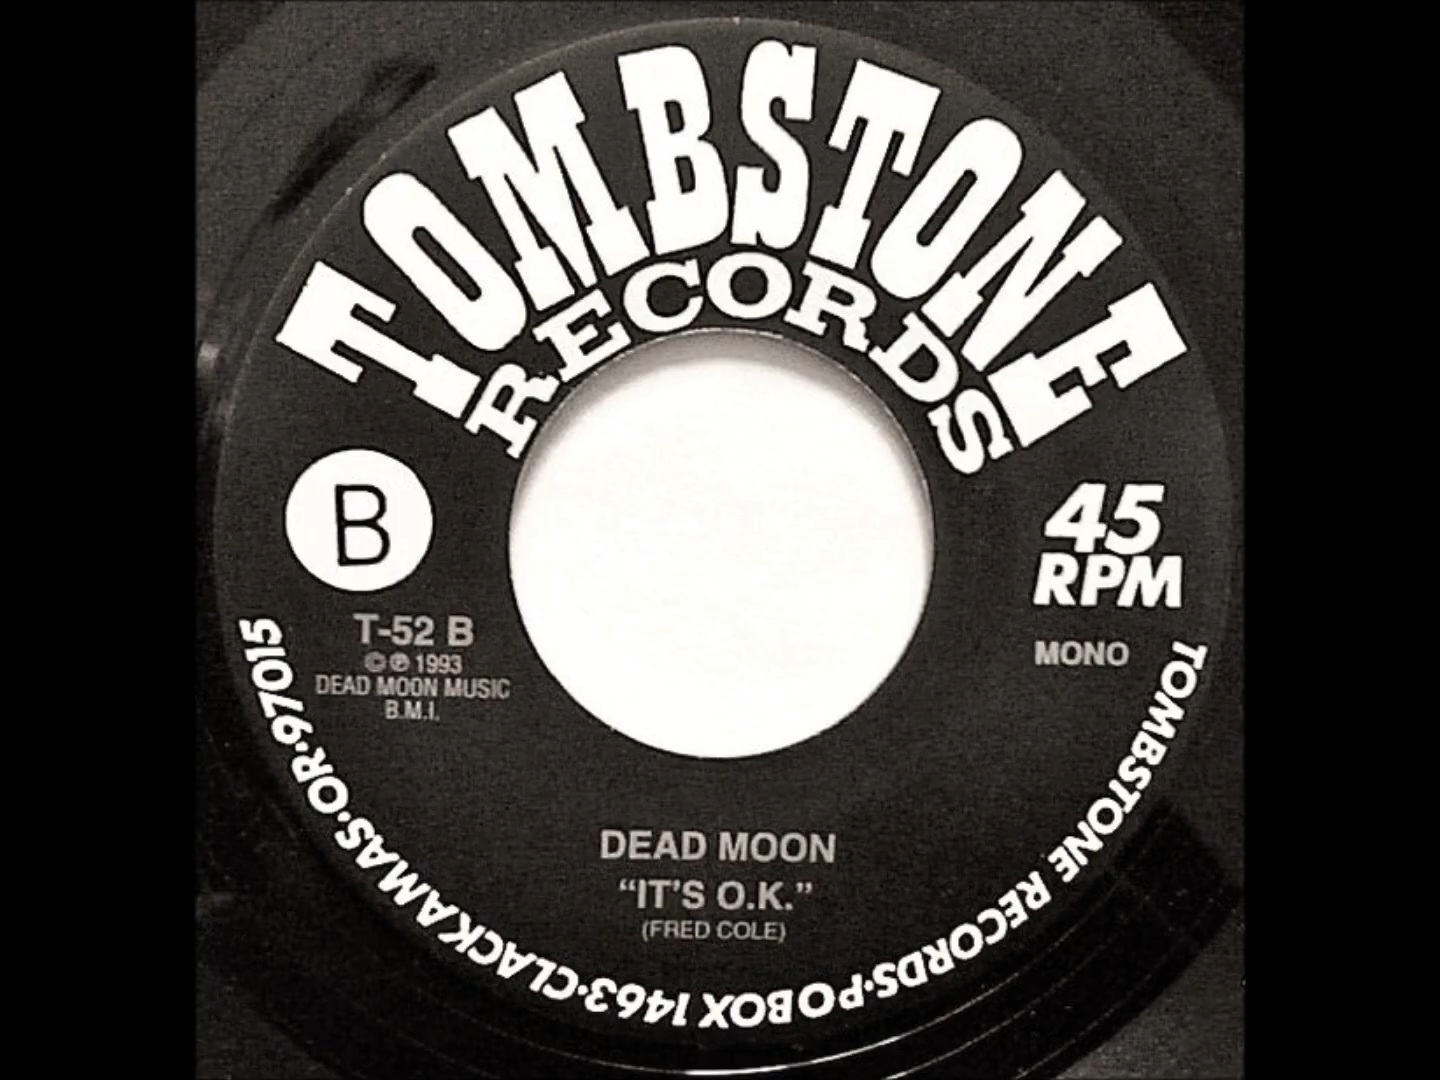 TOMBSTONE
RECORDS
B
45
RPM
T-52 B
MONO
©℗ 1993
DEAD MOON MUSIC
B.M.I.
DEAD MOON
“IT’S O.K.”
(FRED COLE)
TOMBSTONE RECORDS·PO BOX 1463·CLACKAMAS·OR·97015